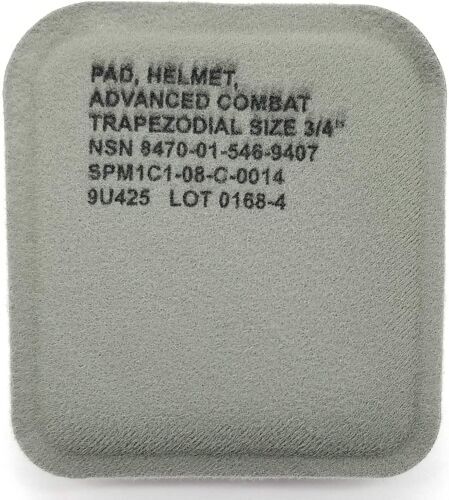 PAD, HELMET,
ADVANCED COMBAT
TRAPEZODIAL SIZE 3/4"
NSN 8470-01-546-9407
SPM1C1-08-C-0014
9U425 LOT 0168-4